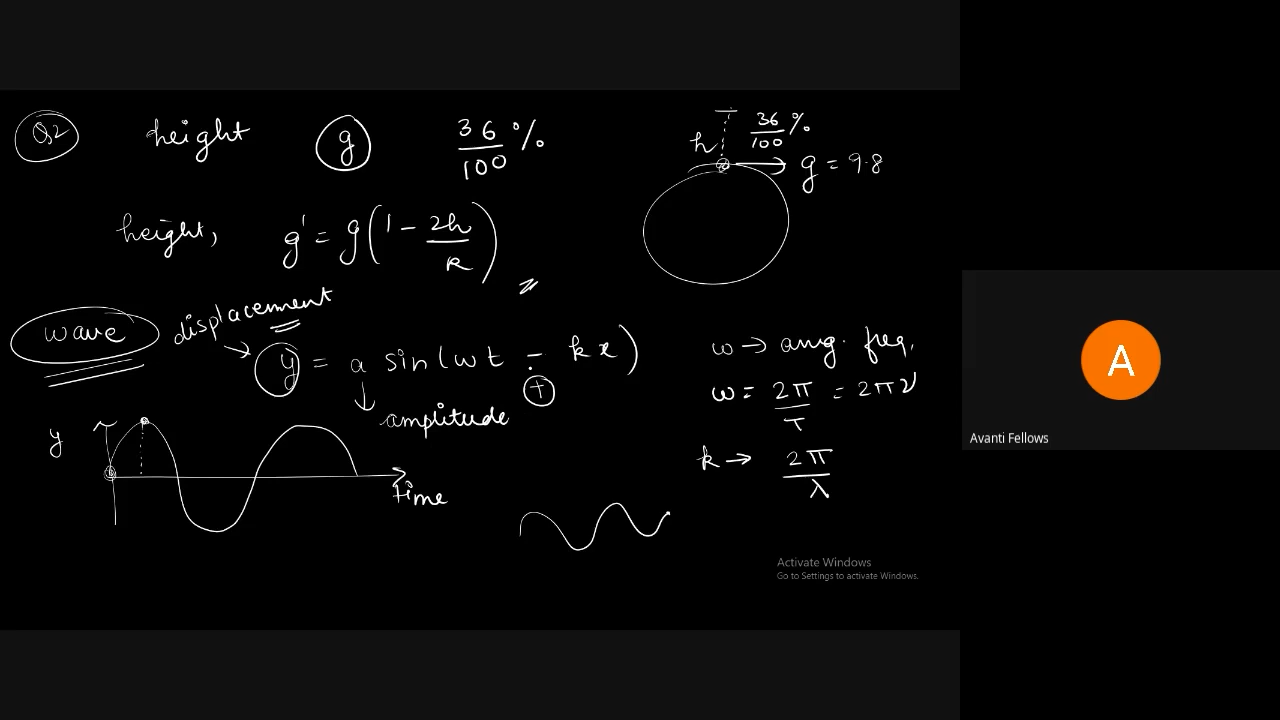 Q2 height g 36/100 %
h 36/100 %
g = 9.8
height, g' = g(1 - 2h/R)
wave displacement
y = a sin(wt - kx)
+
amplitude
w → ang. freq.
w = 2π/T = 2πν
k → 2π/λ
y
time
Avanti Fellows
A
Activate Windows
Go to Settings to activate Windows.